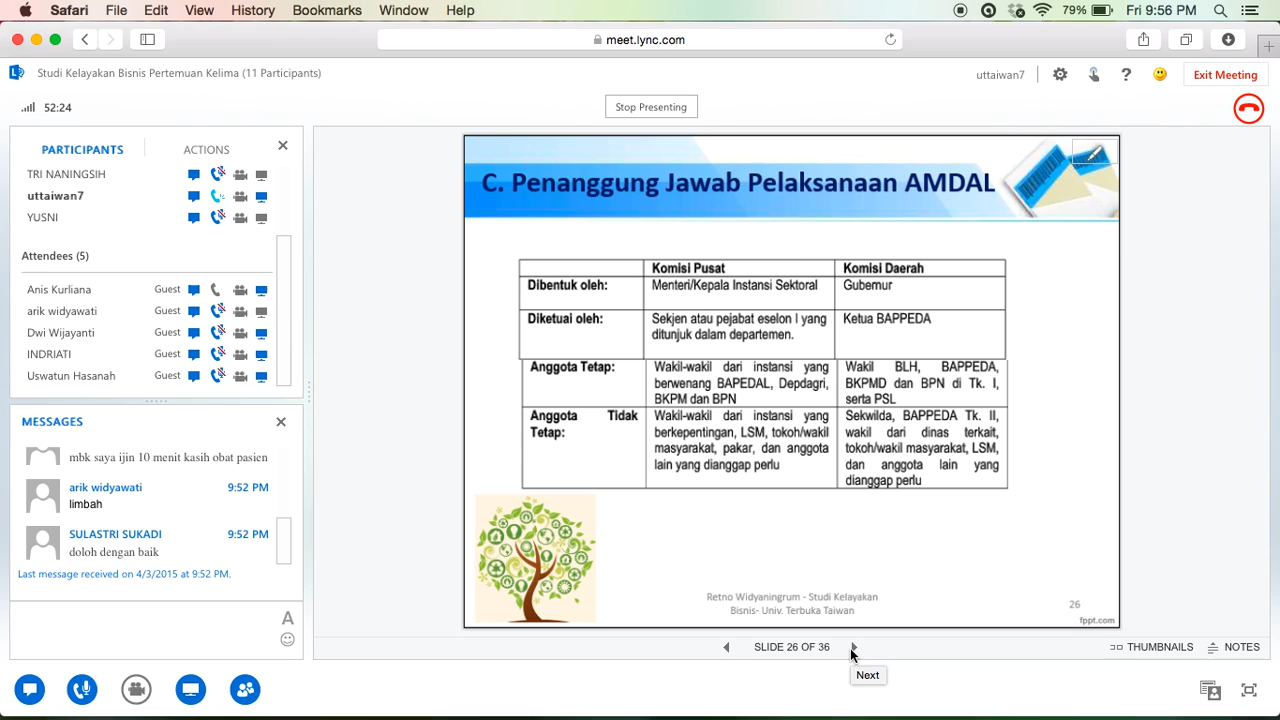 Safari File Edit View History Bookmarks Window Help 79% Fri 9:56 PM
meet.lync.com
Studi Kelayakan Bisnis Pertemuan Kelima (11 Participants)
uttaiwan7 ? Exit Meeting
52:24
Stop Presenting
PARTICIPANTS ACTIONS
TRI NANINGSIH
uttaiwan7
YUSNI
Attendees (5)
Anis Kurliana Guest
arik widyawati Guest
Dwi Wijayanti Guest
INDRIATI Guest
Uswatun Hasanah Guest
MESSAGES
mbk saya ijin 10 menit kasih obat pasien
arik widyawati 9:52 PM
limbah
SULASTRI SUKADI 9:52 PM
doloh dengan baik
Last message received on 4/3/2015 at 9:52 PM.
A
C. Penanggung Jawab Pelaksanaan AMDAL
Komisi Pusat Komisi Daerah
Dibentuk oleh: Menteri/Kepala Instansi Sektoral Gubernur
Diketuai oleh: Sekjen atau pejabat eselon I yang Ketua BAPPEDA
ditunjuk dalam departemen.
Anggota Tetap: Wakil-wakil dari instansi yang Wakil BLH, BAPPEDA,
berwenang BAPEDAL, Depdagri, BKPMD dan BPN di Tk. I,
BKPM dan BPN serta PSL
Anggota Tidak Wakil-wakil dari instansi yang Sekwilda, BAPPEDA Tk. II,
Tetap: berkepentingan, LSM, tokoh/wakil wakil dari dinas terkait,
masyarakat, pakar, dan anggota tokoh/wakil masyarakat, LSM,
lain yang dianggap perlu dan anggota lain yang
dianggap perlu
Retno Widyaningrum - Studi Kelayakan
Bisnis- Univ. Terbuka Taiwan
26
fppt.com
SLIDE 26 OF 36 THUMBNAILS NOTES
Next